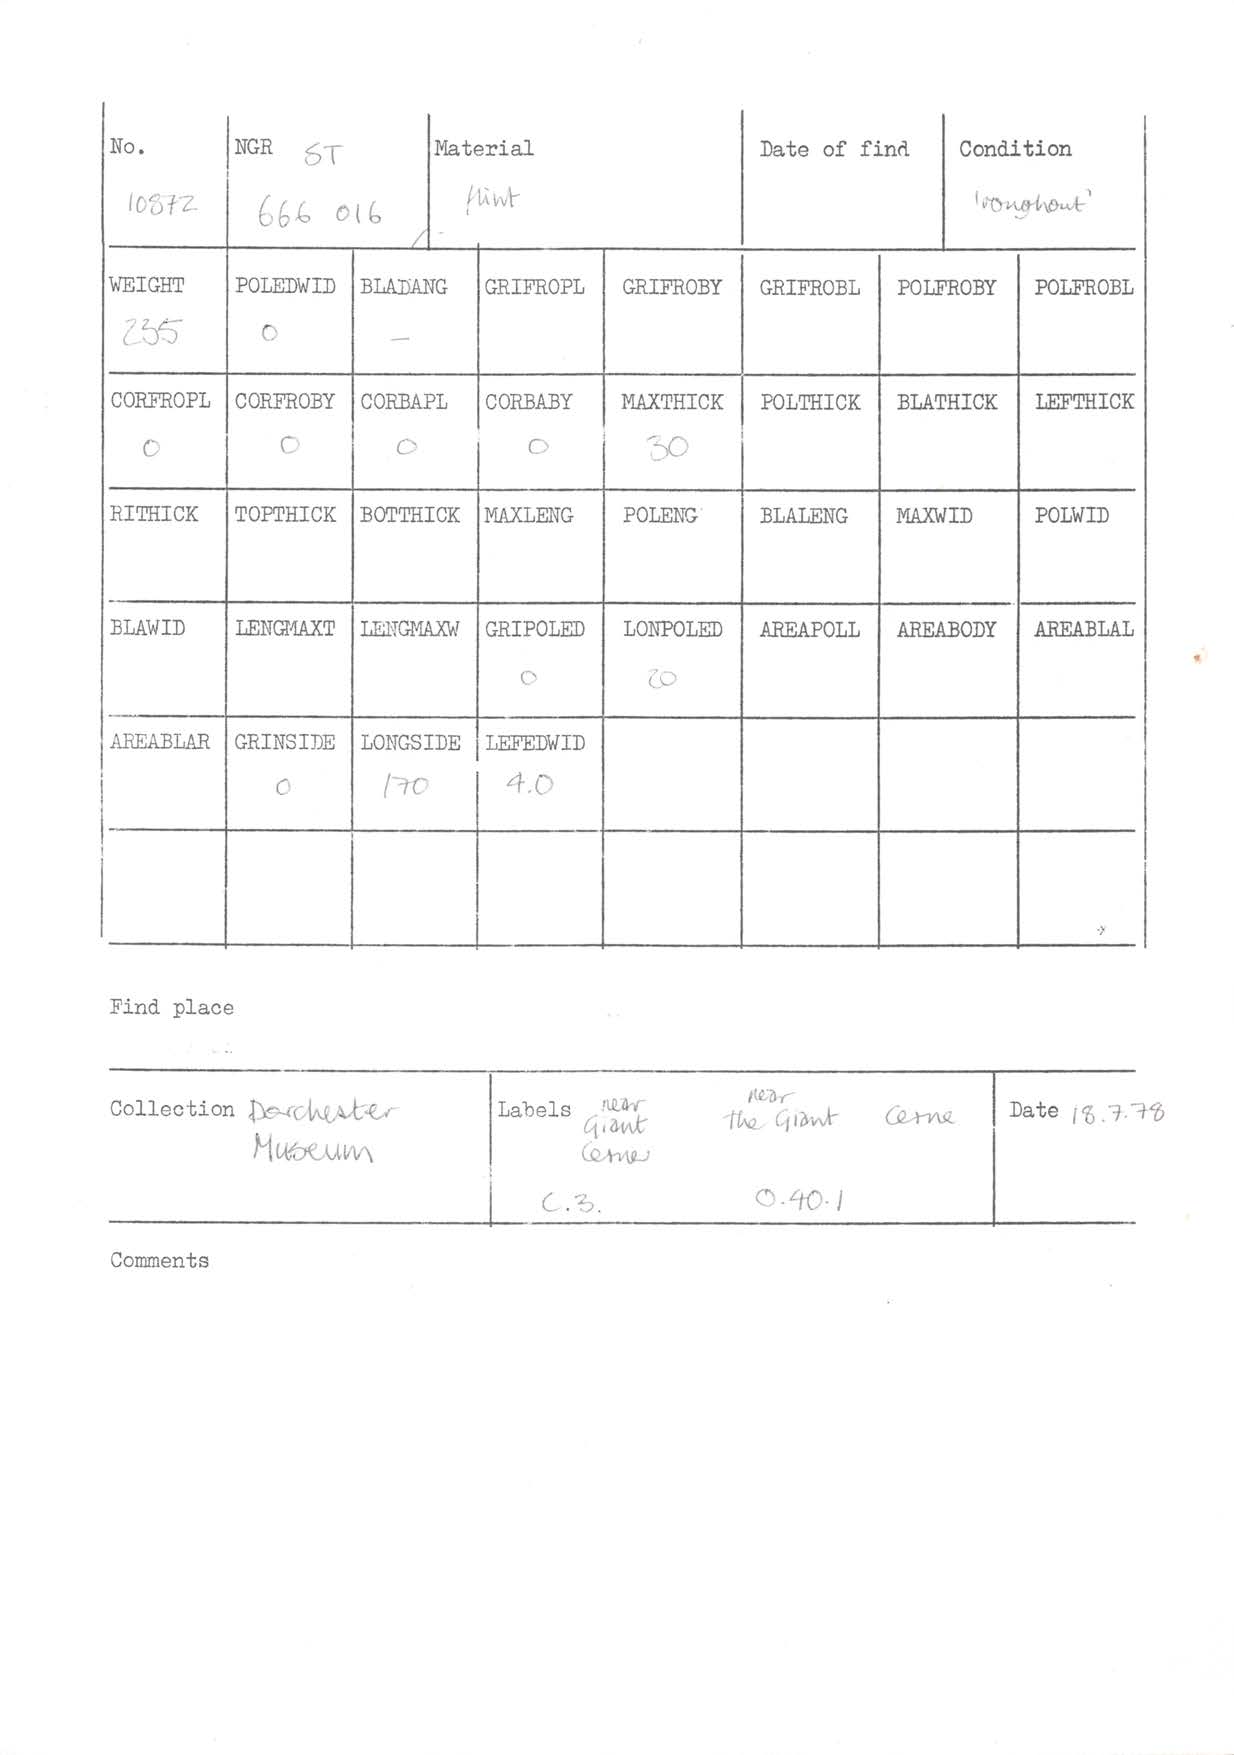 No. NGR ST Material Date of find Condition
10872 666 016 flint 'roughout'
WEIGHT POLEDWID BLADANG GRIFROPL GRIFROBY GRIFROBL POLFROBY POLFROBL
235 0 —
CORFROPL CORFROBY CORBAPL CORBABY MAXTHICK POLTHICK BLATHICK LEFTHICK
0 0 0 0 30
RITHICK TOPTHICK BOTTHICK MAXLENG POLENG BLALENG MAXWID POLWID
BLAWID LENGMAXT LENGMAXW GRIPOLED LONPOLED AREAPOLL AREABODY AREABLAL
0 20
AREABLAR GRINSIDE LONGSIDE LEFEDWID
0 170 4.0
Find place
Collection Dorchester
Museum
Labels near
Giant
Cerne
near
the Giant Cerne
C.3. 0.40.1
Date 18.7.78
Comments